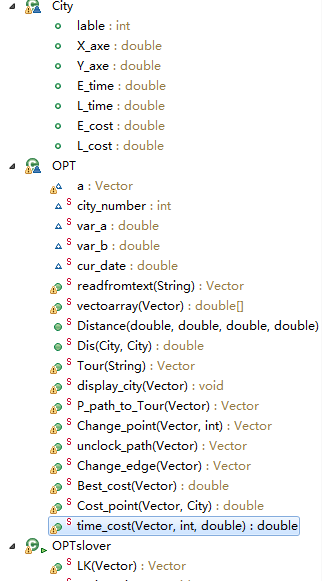 City
lable : int
X_axe : double
Y_axe : double
E_time : double
L_time : double
E_cost : double
L_cost : double
OPT
a : Vector
city_number : int
var_a : double
var_b : double
cur_date : double
readfromtext(String) : Vector
vectoarray(Vector) : double[]
Distance(double, double, double, double)
Dis(City, City) : double
Tour(String) : Vector
display_city(Vector) : void
P_path_to_Tour(Vector) : Vector
Change_point(Vector, int) : Vector
unclock_path(Vector) : Vector
Change_edge(Vector) : Vector
Best_cost(Vector) : double
Cost_point(Vector, City) : double
time_cost(Vector, int, double) : double
OPTslover
LK(Vector) : Vector